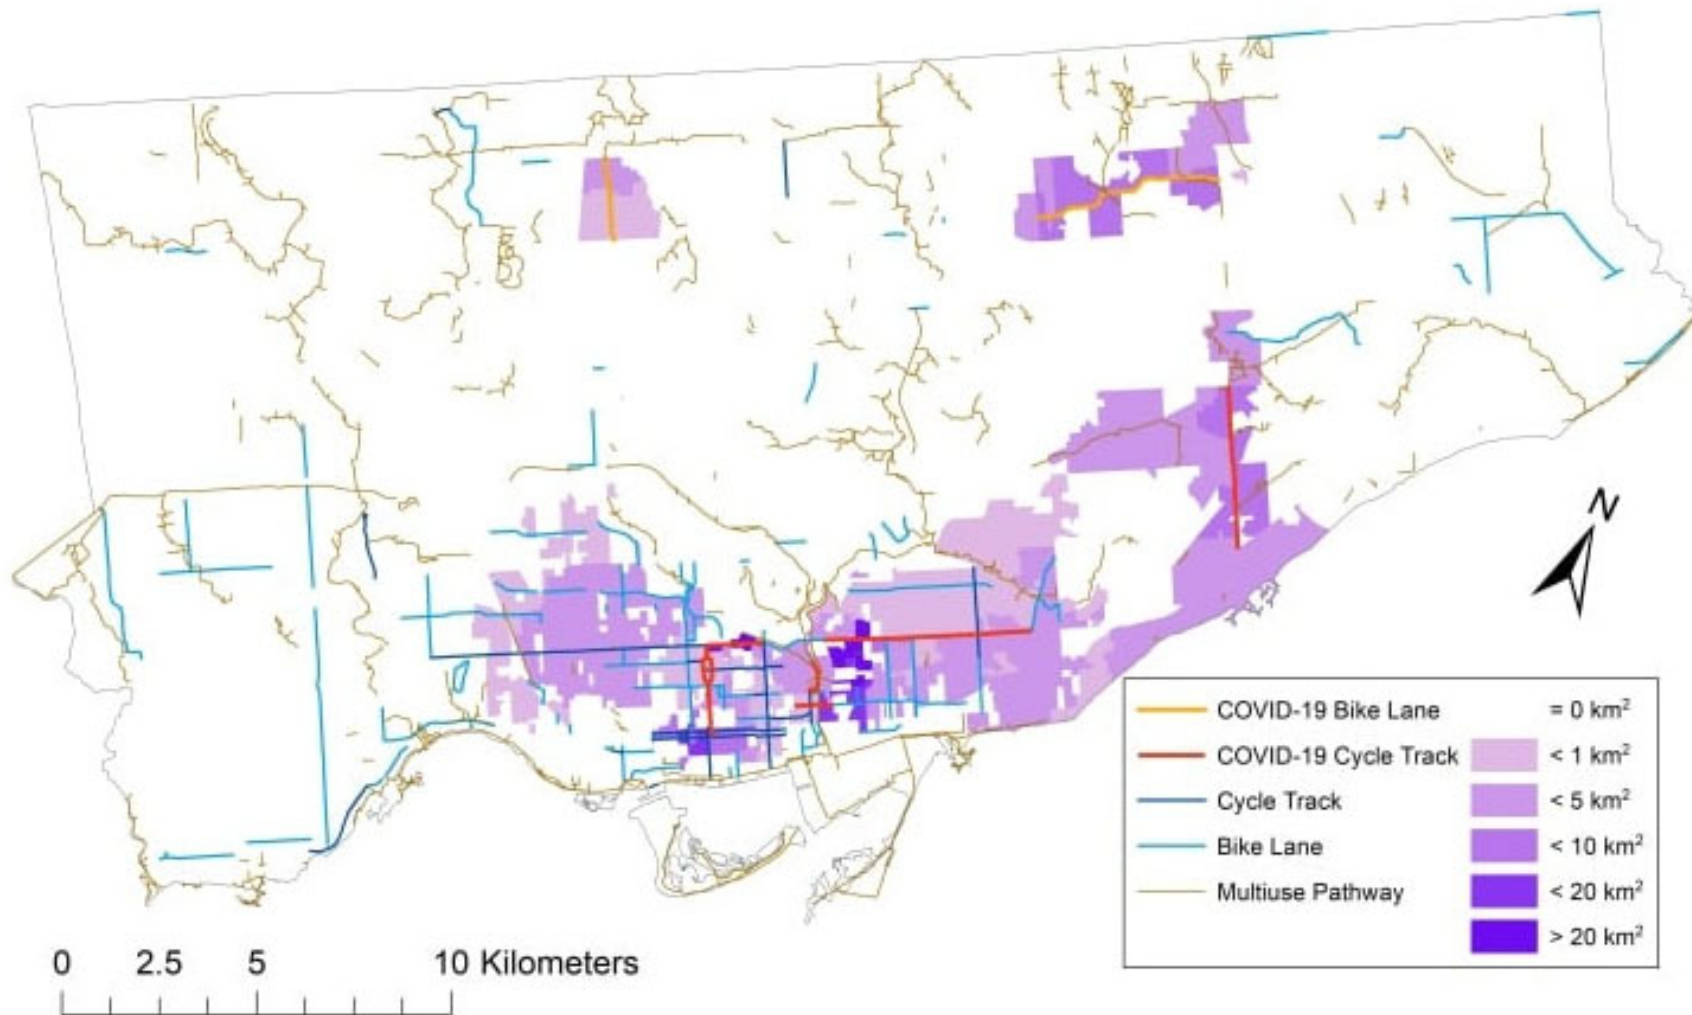 N
COVID-19 Bike Lane
COVID-19 Cycle Track
Cycle Track
Bike Lane
Multiuse Pathway
= 0 km²
< 1 km²
< 5 km²
< 10 km²
< 20 km²
> 20 km²
0 2.5 5 10 Kilometers